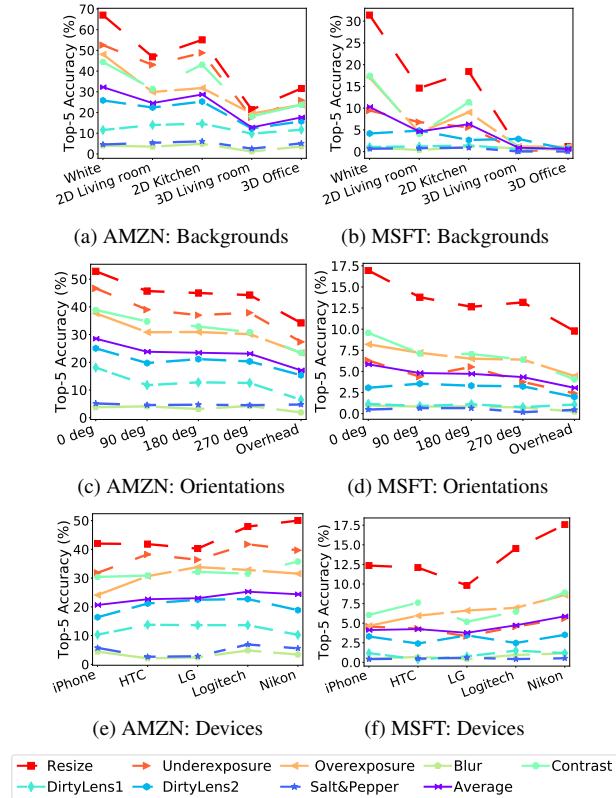 Top-5 Accuracy (%)
70
60
50
40
30
20
10
0
White
2D Living room
2D Kitchen
3D Living room
3D Office
(a) AMZN: Backgrounds
Top-5 Accuracy (%)
30
25
20
15
10
5
0
White
2D Living room
2D Kitchen
3D Living room
3D Office
(b) MSFT: Backgrounds
Top-5 Accuracy (%)
50
40
30
20
10
0
0 deg
90 deg
180 deg
270 deg
Overhead
(c) AMZN: Orientations
Top-5 Accuracy (%)
17.5
15.0
12.5
10.0
7.5
5.0
2.5
0.0
0 deg
90 deg
180 deg
270 deg
Overhead
(d) MSFT: Orientations
Top-5 Accuracy (%)
50
40
30
20
10
0
iPhone
HTC
LG
Logitech
Nikon
(e) AMZN: Devices
Top-5 Accuracy (%)
17.5
15.0
12.5
10.0
7.5
5.0
2.5
0.0
iPhone
HTC
LG
Logitech
Nikon
(f) MSFT: Devices
Resize Underexposure Overexposure Blur Contrast
DirtyLens1 DirtyLens2 Salt&Pepper Average